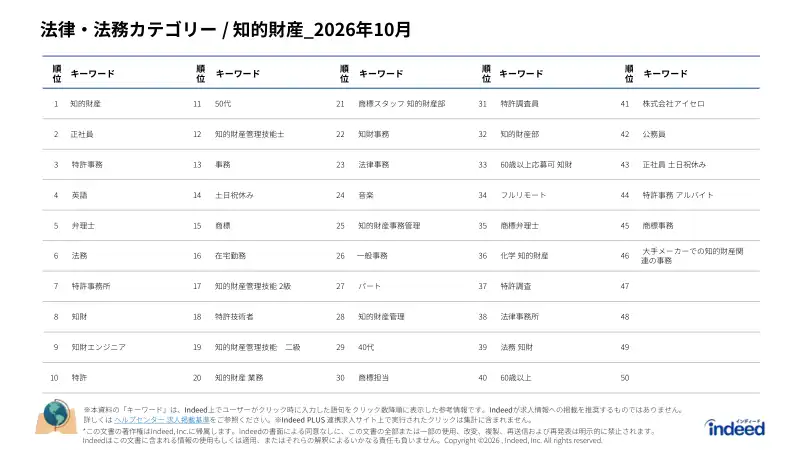 法律・法務カテゴリー / 知的財産_2026年10月
順位 キーワード 順位 キーワード 順位 キーワード 順位 キーワード 順位 キーワード
1 知的財産 11 50代 21 商標スタッフ 知的財産部 31 特許調査員 41 株式会社アイセロ
2 正社員 12 知的財産管理技能士 22 知財事務 32 知的財産部 42 公務員
3 特許事務 13 事務 23 法律事務 33 60歳以上応募可 知財 43 正社員 土日祝休み
4 英語 14 土日祝休み 24 音楽 34 フルリモート 44 特許事務 アルバイト
5 弁理士 15 商標 25 知的財産事務管理 35 商標弁理士 45 商標事務
6 法務 16 在宅勤務 26 一般事務 36 化学 知的財産 46 大手メーカーでの知的財産関連の事務
7 特許事務所 17 知的財産管理技能 2級 27 パート 37 特許調査 47
8 知財 18 特許技術者 28 知的財産管理 38 法律事務所 48
9 知財エンジニア 19 知的財産管理技能　二級 29 40代 39 法務 知財 49
10 特許 20 知的財産 業務 30 商標担当 40 60歳以上 50
※本資料の「キーワード」は、Indeed上でユーザーがクリック時に入力した語句をクリック数降順に表示した参考情報です。Indeedが求人情報への掲載を推奨するものではありません。
詳しくは ヘルプセンター 求人掲載基準をご参照ください。※Indeed PLUS 連携求人サイト上で実行されたクリックは集計に含まれません。
*この文書の著作権はIndeed, Inc.に帰属します。Indeedの書面による同意なしに、この文書の全部または一部の使用、改変、複製、再送信および再発表は明示的に禁止されます。
Indeedはこの文書に含まれる情報の使用もしくは適用、またはそれらの解釈によるいかなる責任も負いません。Copyright ©2026 , Indeed, Inc. All rights reserved.
インディード
indeed